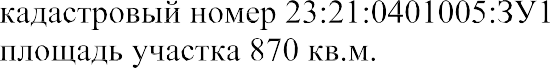 кадастровый номер 23:21:0401005:ЗУ1
площадь участка 870 кв.м.